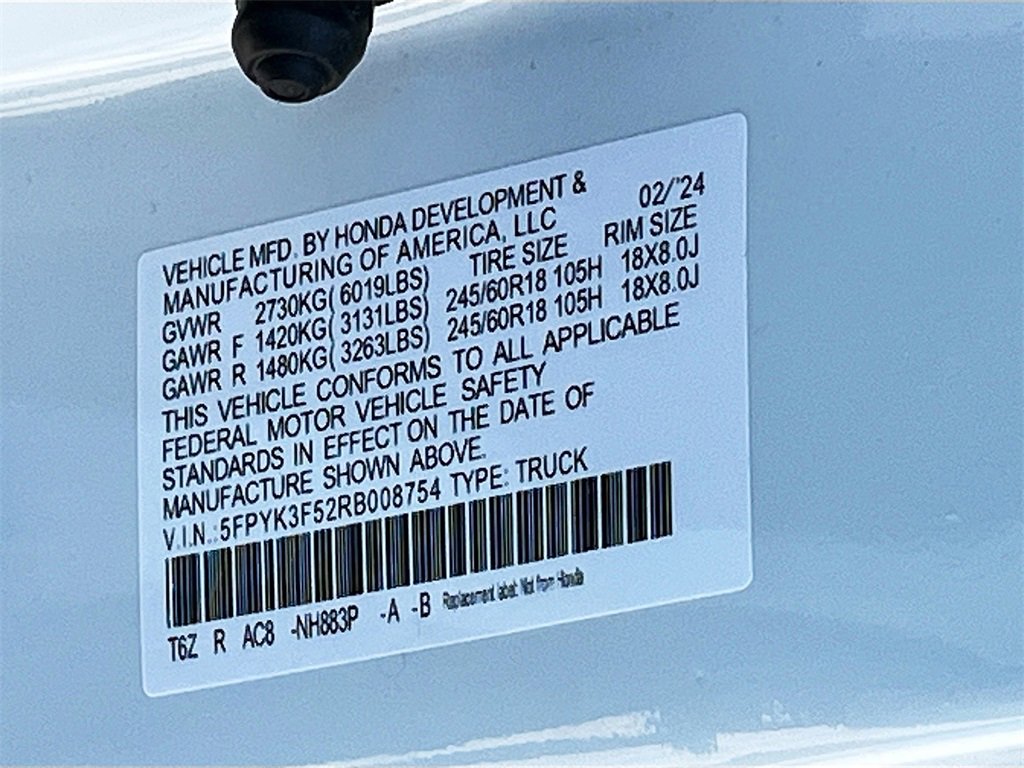 VEHICLE MFD. BY HONDA DEVELOPMENT & 02/'24
MANUFACTURING OF AMERICA, LLC
TIRE SIZE RIM SIZE
GVWR 2730KG( 6019LBS)
GAWR F 1420KG( 3131LBS) 245/60R18 105H 18X8.0J
GAWR R 1480KG( 3263LBS) 245/60R18 105H 18X8.0J
THIS VEHICLE CONFORMS TO ALL APPLICABLE
FEDERAL MOTOR VEHICLE SAFETY
STANDARDS IN EFFECT ON THE DATE OF
MANUFACTURE SHOWN ABOVE.
V.I.N.:5FPYK3F52RB008754 TYPE: TRUCK
T6Z R AC8 -NH883P -A -B Replacement label: Not from Honda